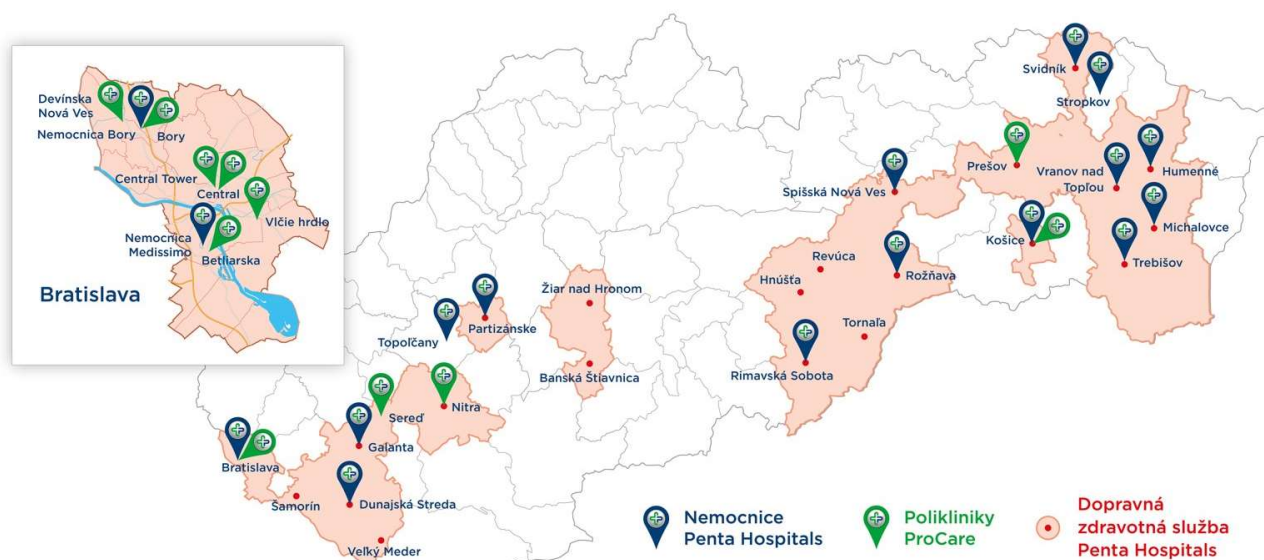 Devínska
Nová Ves
Nemocnica Bory
Bory
Central Tower
Central
Vlčie hrdlo
Nemocnica
Medissimo
Betliarska
Bratislava
Svidník
Stropkov
Prešov
Vranov nad
Topľou
Humenné
Spišská Nová Ves
Košice
Michalovce
Trebišov
Revúca
Rožňava
Hnúšťa
Tornaľa
Rimavská Sobota
Žiar nad Hronom
Banská Štiavnica
Partizánske
Topoľčany
Nitra
Sereď
Galanta
Bratislava
Šamorín
Dunajská Streda
Veľký Meder
Nemocnice
Penta Hospitals
Polikliniky
ProCare
Dopravná
zdravotná služba
Penta Hospitals